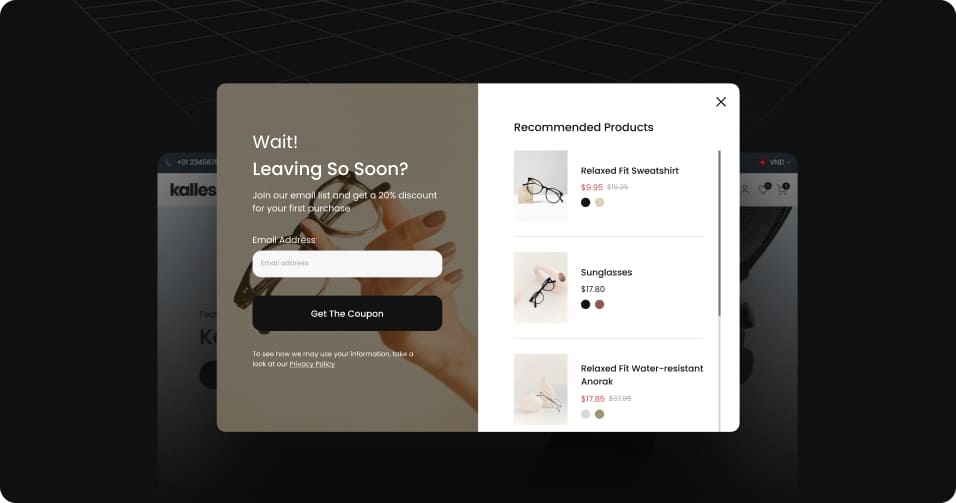 Wait!
Leaving So Soon?
Join our email list and get a 20% discount
for your first purchase
Email Address
Email address
Get The Coupon
To see how we may use your information, take a
look at our Privacy Policy
Recommended Products
Relaxed Fit Sweatshirt
$9.95
Sunglasses
$17.80
Relaxed Fit Water-resistant
Anorak
$17.85 $37.85
+01 2345678
VND
kalles